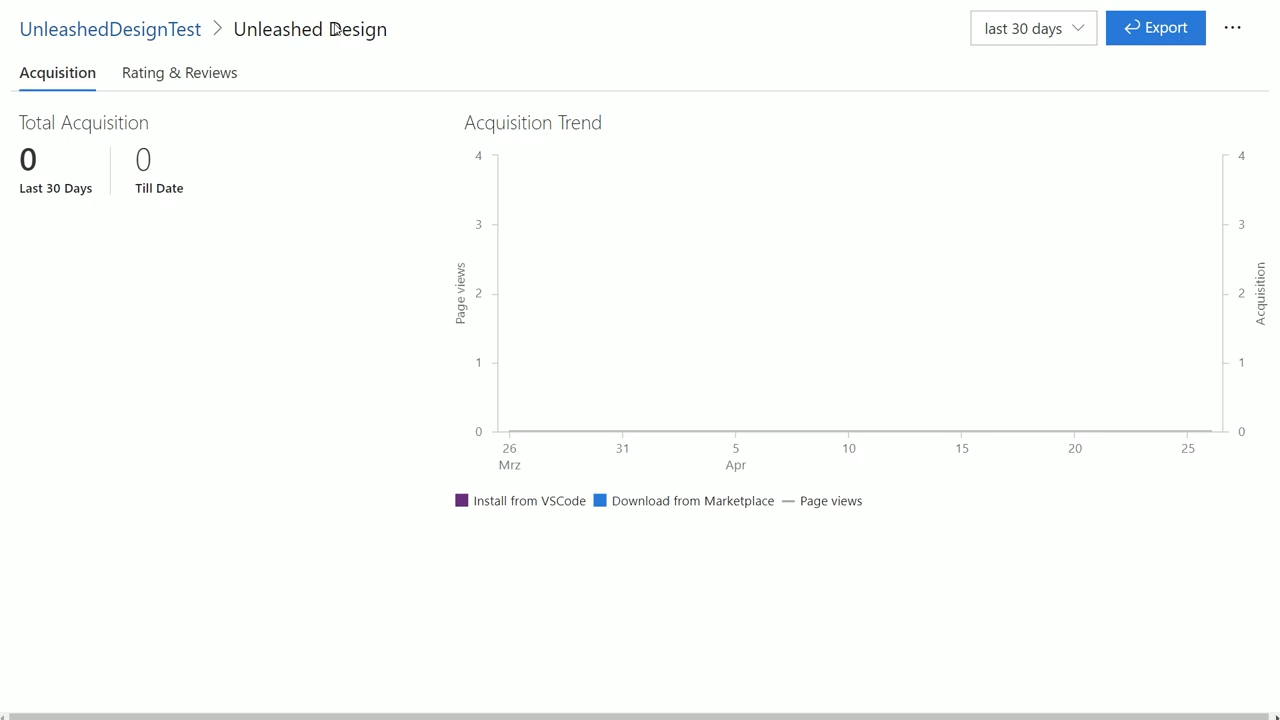 UnleashedDesignTest > Unleashed Design
last 30 days
Export
...
Acquisition
Rating & Reviews
Total Acquisition
0
Last 30 Days
0
Till Date
Acquisition Trend
4
3
2
1
0
Page views
4
3
2
1
0
Acquisition
26 31 5 10 15 20 25
Mrz Apr
Install from VSCode Download from Marketplace Page views